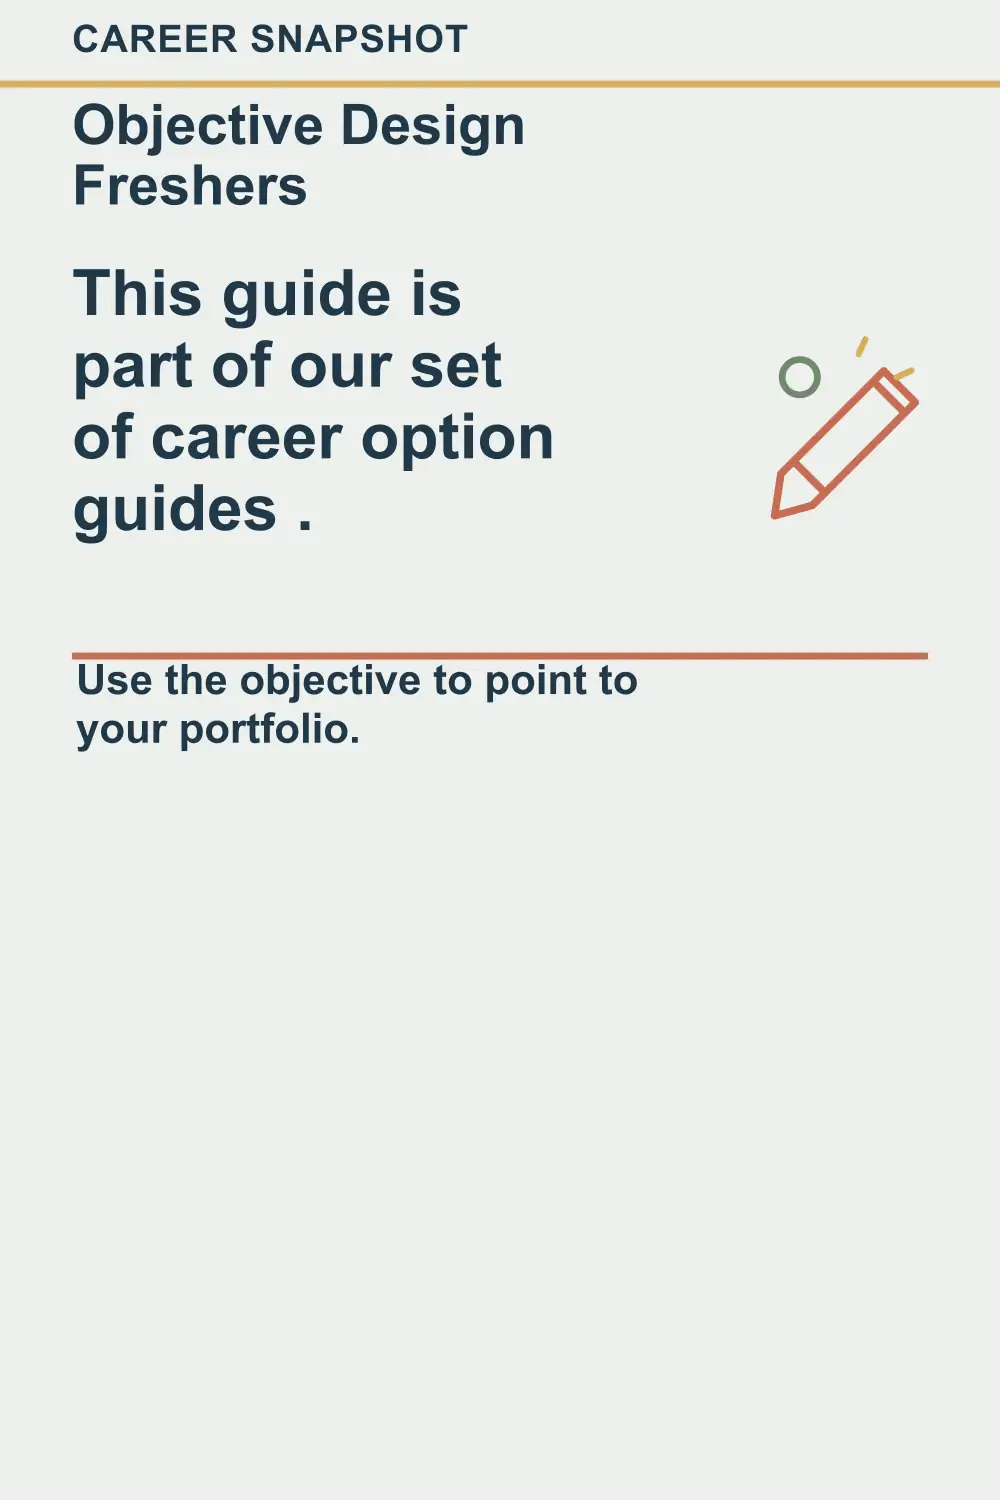 CAREER SNAPSHOT
Objective Design
Freshers
This guide is
part of our set
of career option
guides .
Use the objective to point to
your portfolio.